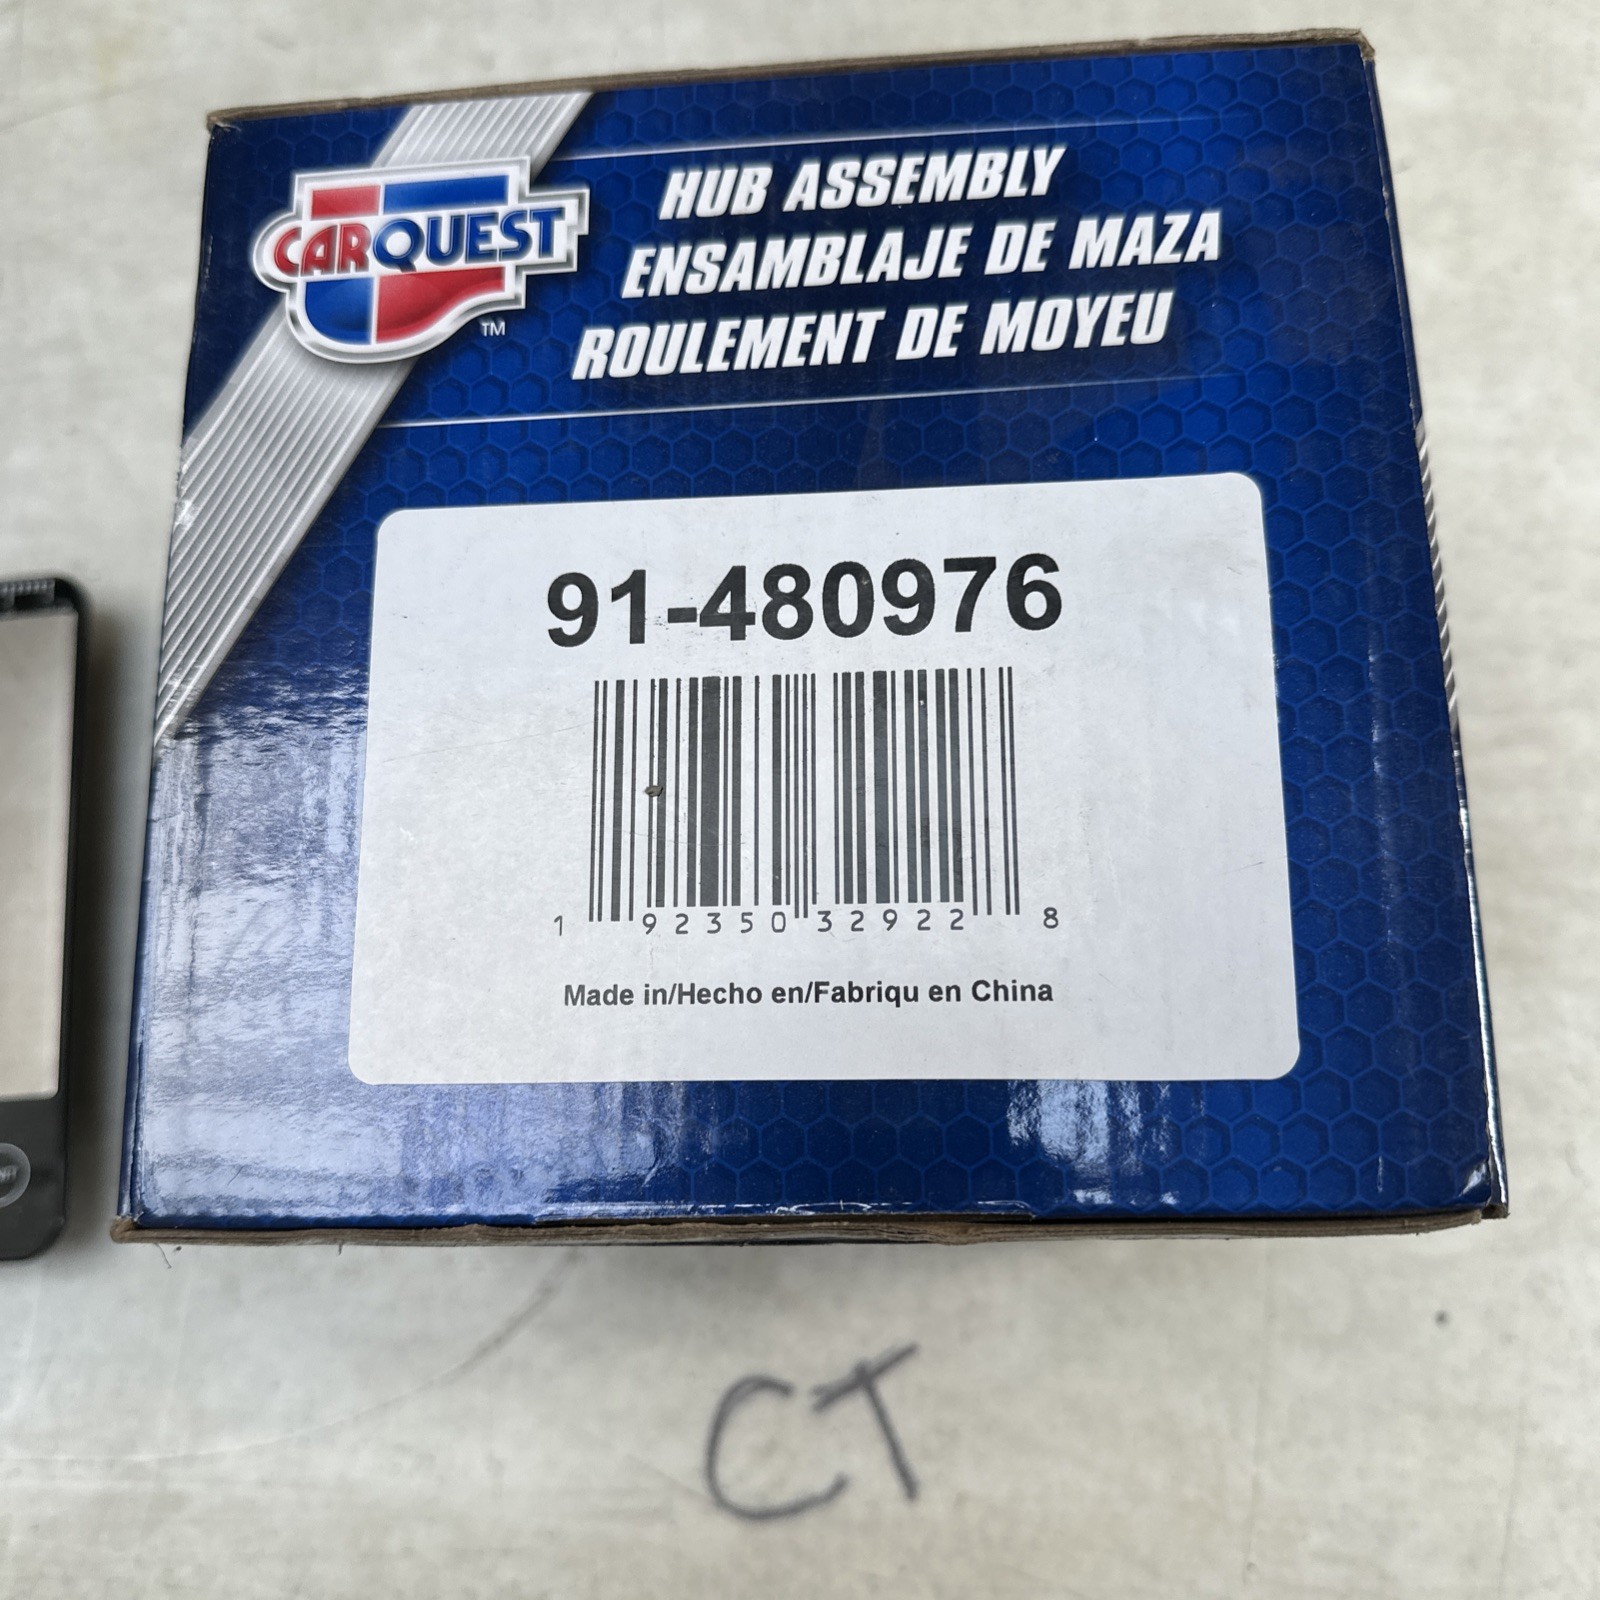 CARQUEST
TM
HUB ASSEMBLY
ENSAMBLAJE DE MAZA
ROULEMENT DE MOYEU
91-480976
1 92350 32922 8
Made in/Hecho en/Fabriqu en China
CT